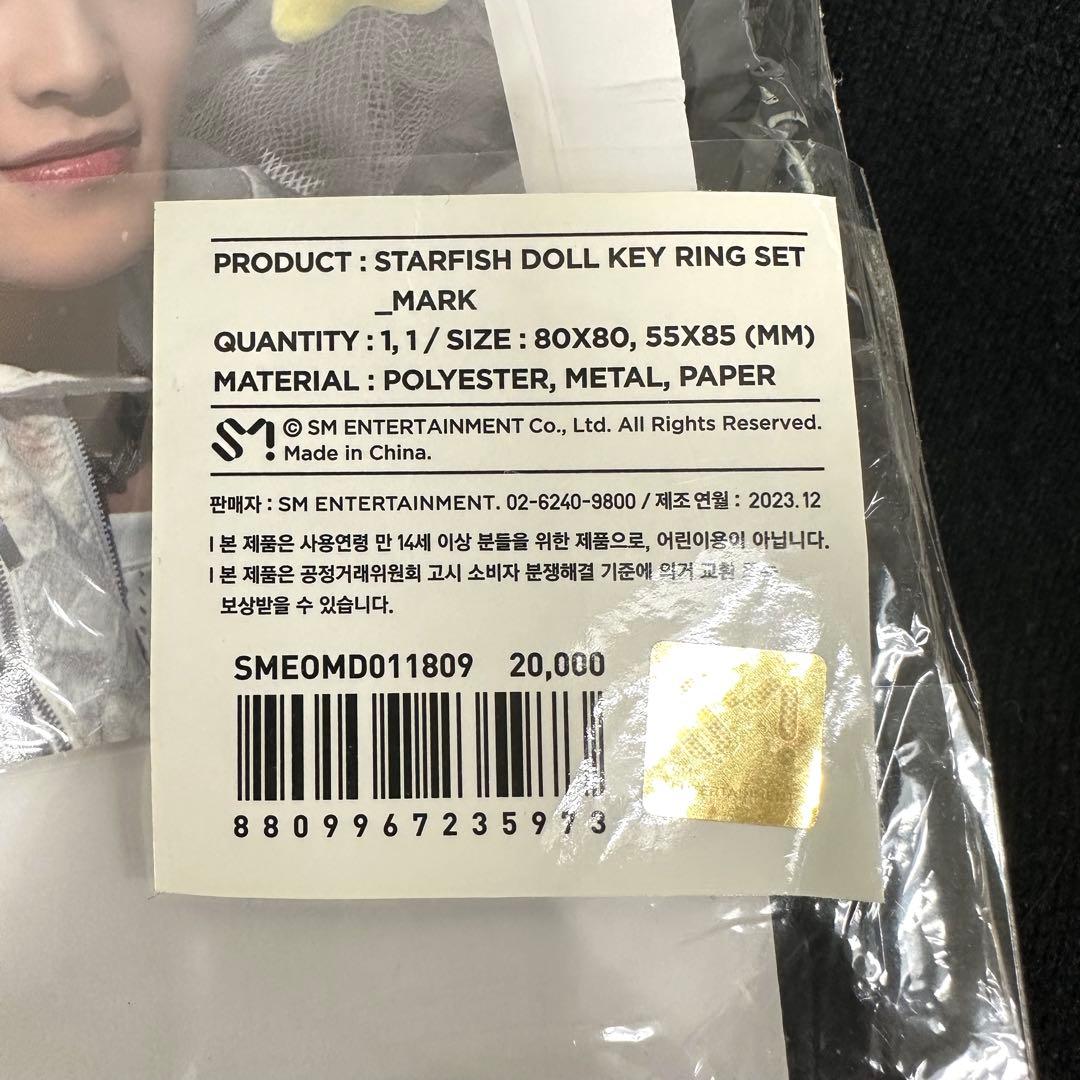 PRODUCT : STARFISH DOLL KEY RING SET
_MARK
QUANTITY : 1, 1 / SIZE : 80X80, 55X85 (MM)
MATERIAL : POLYESTER, METAL, PAPER
SM! © SM ENTERTAINMENT Co., Ltd. All Rights Reserved.
Made in China.
판매자 : SM ENTERTAINMENT. 02-6240-9800 / 제조 연월 : 2023.12
I 본 제품은 사용연령 만 14세 이상 분들을 위한 제품으로, 어린이용이 아닙니다.
I 본 제품은 공정거래위원회 고시 소비자 분쟁해결 기준에 의거 교환
보상받을 수 있습니다.
SMEOMD011809 20,000
8809967235973